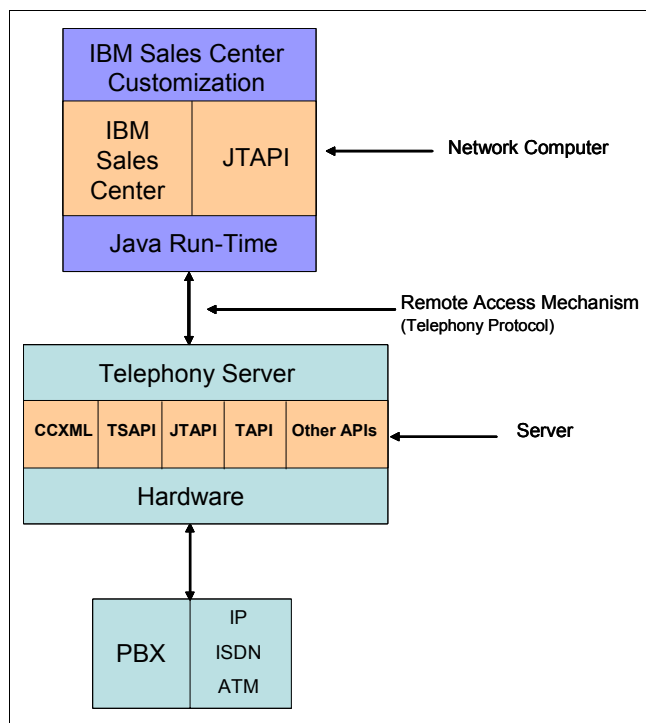 IBM Sales Center
Customization
IBM
Sales
Center
JTAPI
Network Computer
Java Run-Time
Remote Access Mechanism
(Telephony Protocol)
Telephony Server
CCXML
TSAPI
JTAPI
TAPI
Other APIs
Server
Hardware
PBX
IP
ISDN
ATM